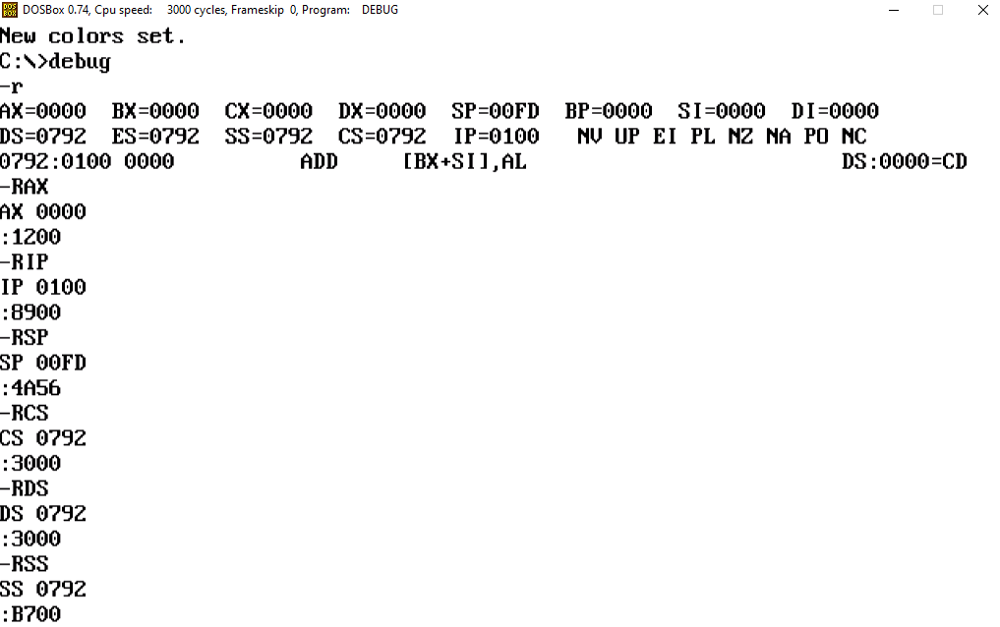 DOS BOX DOSBox 0.74, Cpu speed: 3000 cycles, Frameskip 0, Program: DEBUG
New colors set.
C:\>debug
-r
AX=0000 BX=0000 CX=0000 DX=0000 SP=00FD BP=0000 SI=0000 DI=0000
DS=0792 ES=0792 SS=0792 CS=0792 IP=0100 NV UP EI PL NZ NA PO NC
0792:0100 0000 ADD [BX+SI],AL DS:0000=CD
-RAX
AX 0000
:1200
-RIP
IP 0100
:8900
-RSP
SP 00FD
:4A56
-RCS
CS 0792
:3000
-RDS
DS 0792
:3000
-RSS
SS 0792
:B700